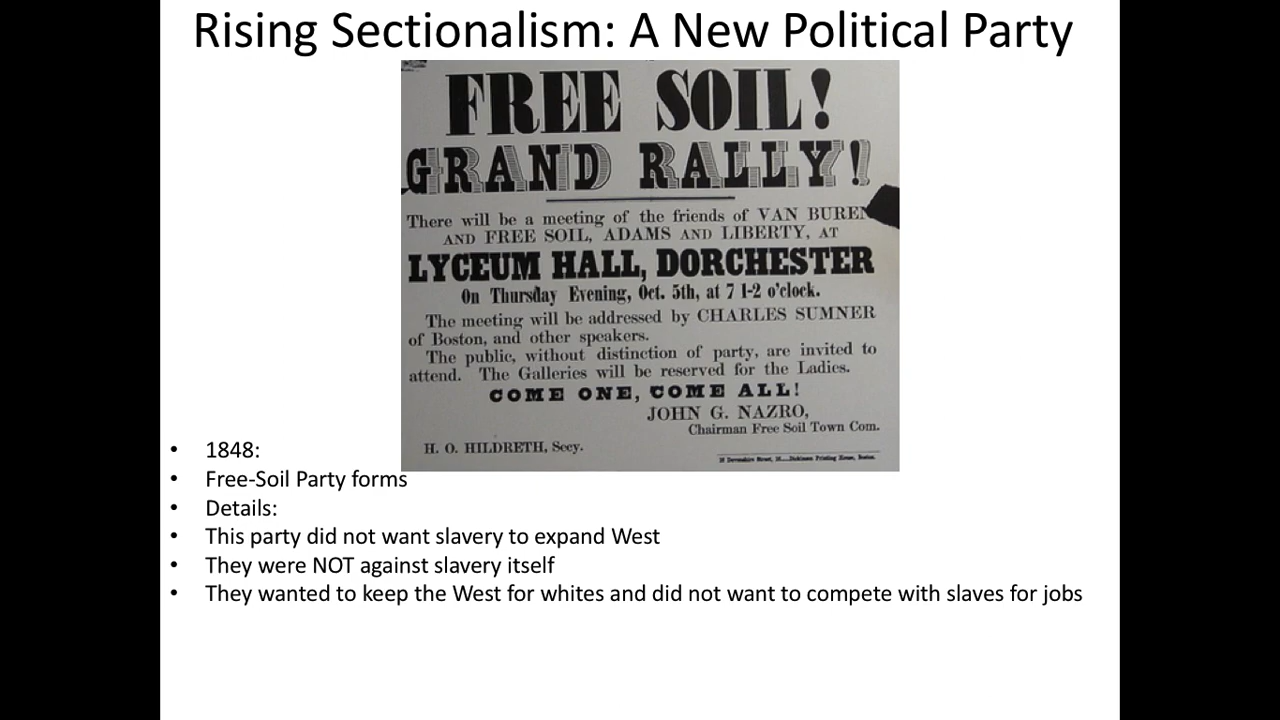 Rising Sectionalism: A New Political Party
FREE SOIL!
GRAND RALLY!
There will be a meeting of the friends of VAN BUREN
AND FREE SOIL, ADAMS AND LIBERTY, AT
LYCEUM HALL, DORCHESTER
On Thursday Evening, Oct. 5th, at 7 1-2 o'clock.
The meeting will be addressed by CHARLES SUMNER
of Boston, and other speakers.
The public, without distinction of party, are invited to
attend. The Galleries will be reserved for the Ladies.
COME ONE, COME ALL!
JOHN G. NAZRO,
Chairman Free Soil Town Com.
H. O. HILDRETH, Secy.
Devonshire Street, Printing House, Boston.
• 1848:
• Free-Soil Party forms
• Details:
• This party did not want slavery to expand West
• They were NOT against slavery itself
• They wanted to keep the West for whites and did not want to compete with slaves for jobs